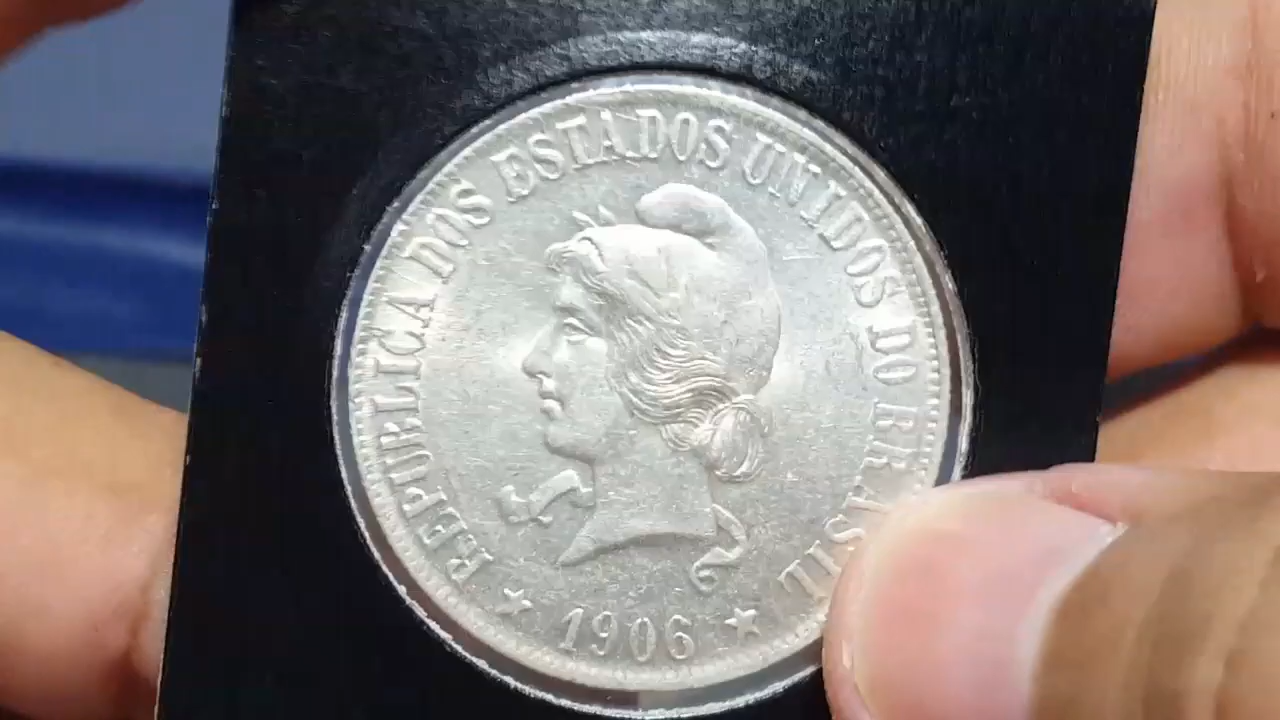 REPUBLICA DOS ESTADOS UNIDOS DO BRASIL
★ 1906 ★